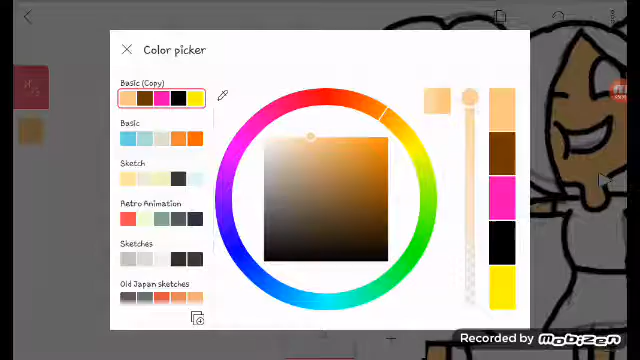 Color picker
Basic (Copy)
Basic
Sketch
Retro Animation
Sketches
Old Japan sketches
Recorded by MOBIZEN